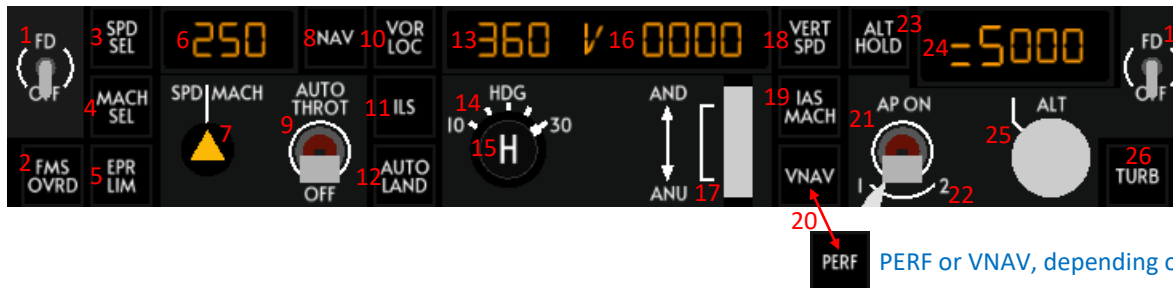 1 FD OFF
2 FMS OVRD
3 SPD SEL
4 MACH SEL
5 EPR LIM
6 250
SPD MACH
7
8 NAV
AUTO THROT
9
OFF
10 VOR LOC
11 ILS
12 AUTO LAND
13 360
14 HDG
10 30
15 H
V 16 0000
AND
ANU 17
18 VERT SPD
19 IAS MACH
VNAV
20
PERF
PERF or VNAV, depending
ALT HOLD 23
24 5000
AP ON
21
1 2 22
ALT
25
FD OFF
26 TURB